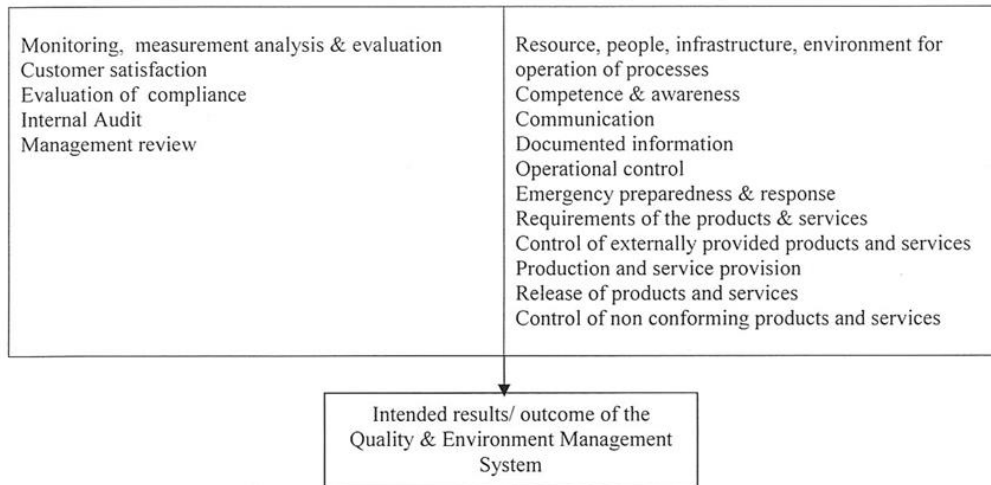 Monitoring, measurement analysis & evaluation
Customer satisfaction
Evaluation of compliance
Internal Audit
Management review
Resource, people, infrastructure, environment for
operation of processes
Competence & awareness
Communication
Documented information
Operational control
Emergency preparedness & response
Requirements of the products & services
Control of externally provided products and services
Production and service provision
Release of products and services
Control of non conforming products and services
Intended results/ outcome of the
Quality & Environment Management
System